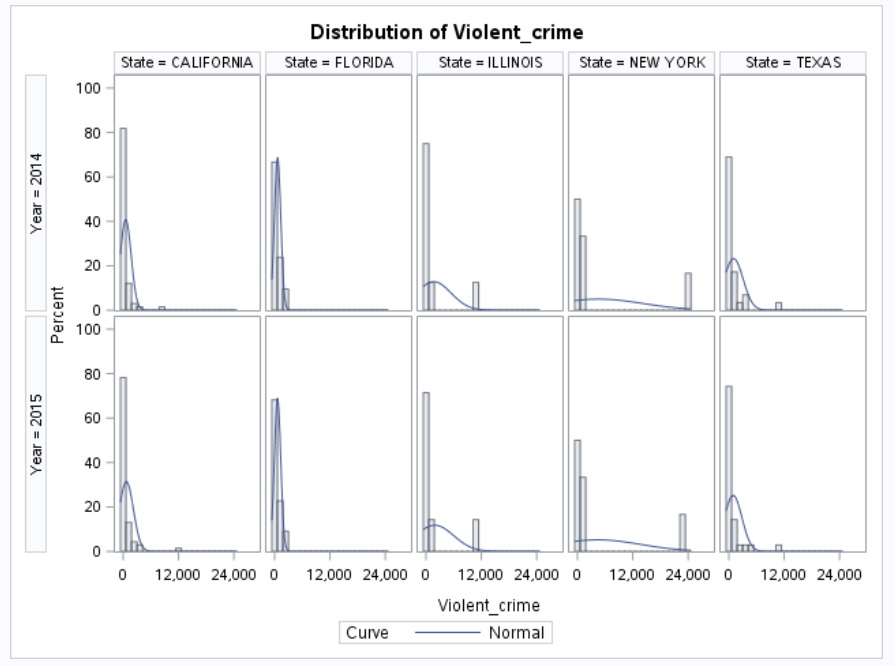 Distribution of Violent_crime
State = CALIFORNIA State = FLORIDA State = ILLINOIS State = NEW YORK State = TEXAS
Year = 2014
Year = 2015
Percent
100
80
60
40
20
0
100
80
60
40
20
0
0 12,000 24,000 0 12,000 24,000 0 12,000 24,000 0 12,000 24,000 0 12,000 24,000
Violent_crime
Curve Normal